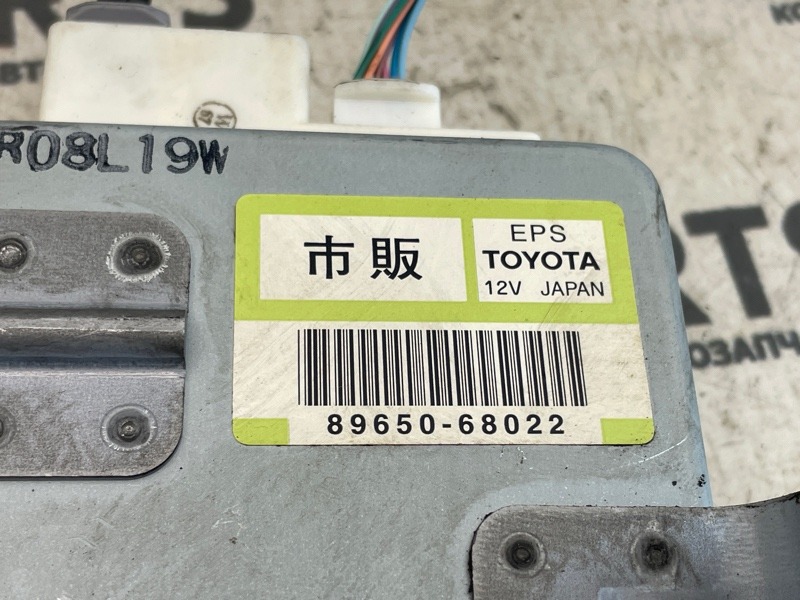 R08L19W
市販
EPS
TOYOTA
12V JAPAN
89650-68022